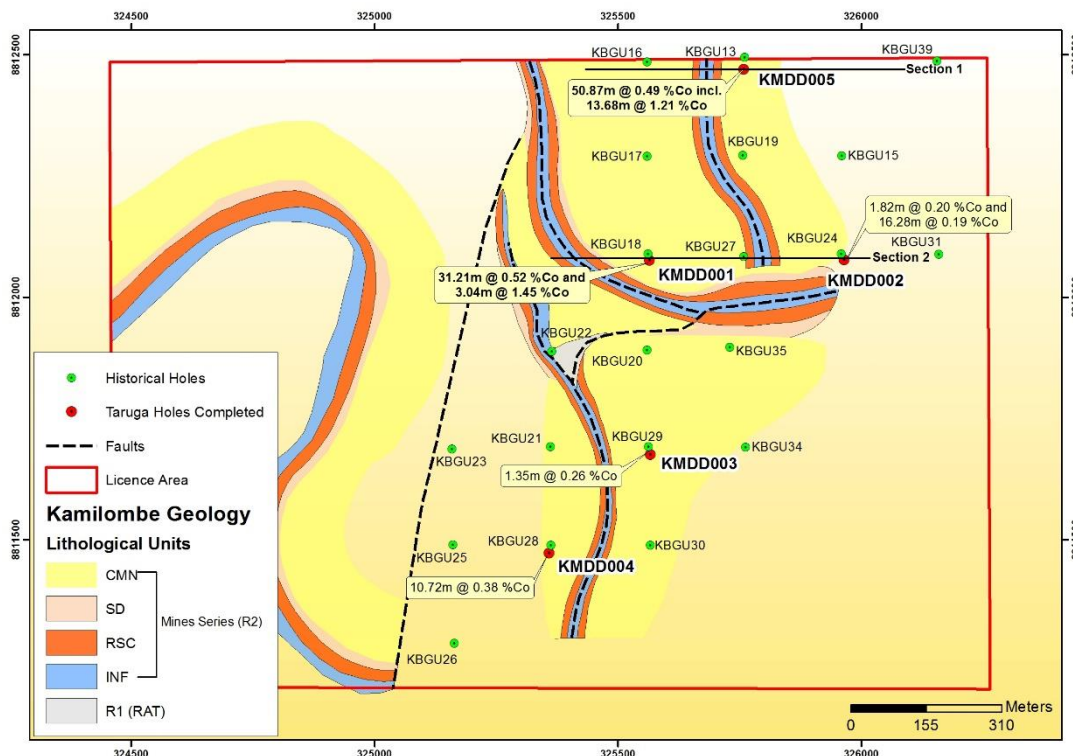 324500 325000 325500 326000
8812500
KBGU16
KBGU13
KBGU39
Section 1
KMDD005
50.87m @ 0.49 %Co incl.
13.68m @ 1.21 %Co
KBGU17
KBGU19
KBGU15
1.82m @ 0.20 %Co and
16.28m @ 0.19 %Co
KBGU18
KBGU27
KBGU24
KBGU31
Section 2
KMDD001
KMDD002
31.21m @ 0.52 %Co and
3.04m @ 1.45 %Co
8812000
KBGU22
KBGU20
KBGU35
KBGU21
KBGU29
KBGU34
KBGU23
KMDD003
1.35m @ 0.26 %Co
KBGU28
KBGU30
KBGU25
KMDD004
10.72m @ 0.38 %Co
KBGU26
Historical Holes
Taruga Holes Completed
Faults
Licence Area
Kamilombe Geology
Lithological Units
CMN
SD
Mines Series (R2)
RSC
INF
R1 (RAT)
Meters
0 155 310
324500 325000 325500 326000